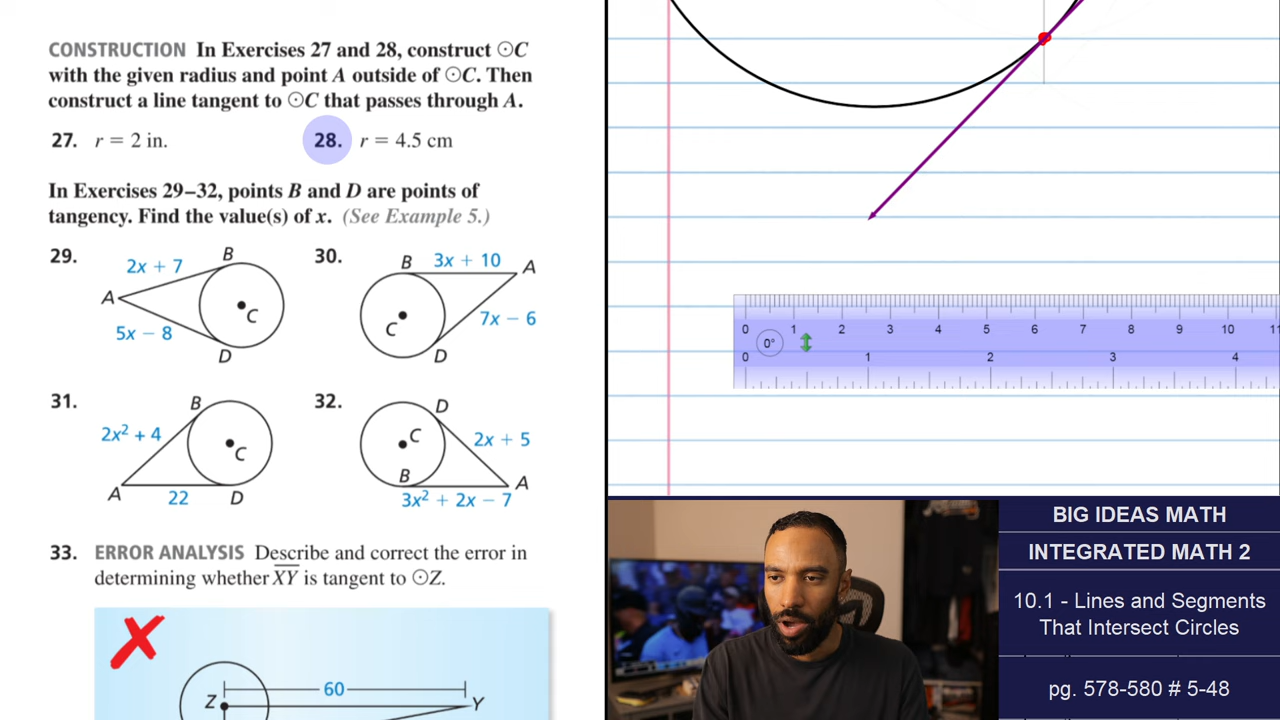 CONSTRUCTION In Exercises 27 and 28, construct ⊙C
with the given radius and point A outside of ⊙C. Then
construct a line tangent to ⊙C that passes through A.
27. r = 2 in.
28. r = 4.5 cm
In Exercises 29–32, points B and D are points of
tangency. Find the value(s) of x. (See Example 5.)
29.
B
2x + 7
A
C
5x − 8
D
30.
B
3x + 10
A
C
7x − 6
D
31.
B
2x² + 4
C
A
22
D
32.
D
C
2x + 5
B
A
3x² + 2x − 7
33. ERROR ANALYSIS Describe and correct the error in
determining whether X̅Y̅ is tangent to ⊙Z.
60
Z
Y
0 1 2 3 4 5 6 7 8 9 10 11
0°
0 1 2 3 4
BIG IDEAS MATH
INTEGRATED MATH 2
10.1 - Lines and Segments
That Intersect Circles
pg. 578-580 # 5-48